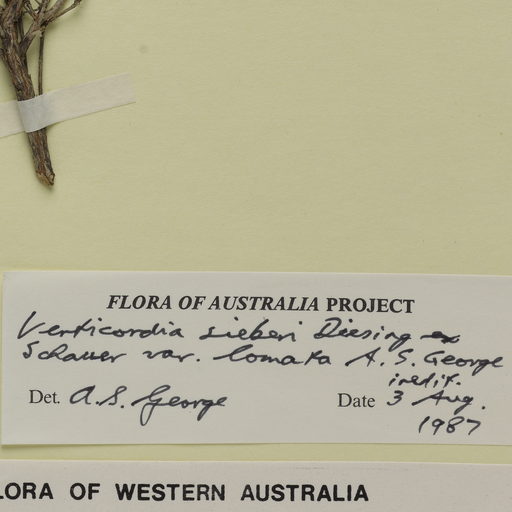 FLORA OF AUSTRALIA PROJECT
Verticordia sieberi Diesing ex
Schauer var. lomata A. S. George
inedit.
Det. A. S. George Date 3 Aug.
1987
LORA OF WESTERN AUSTRALIA